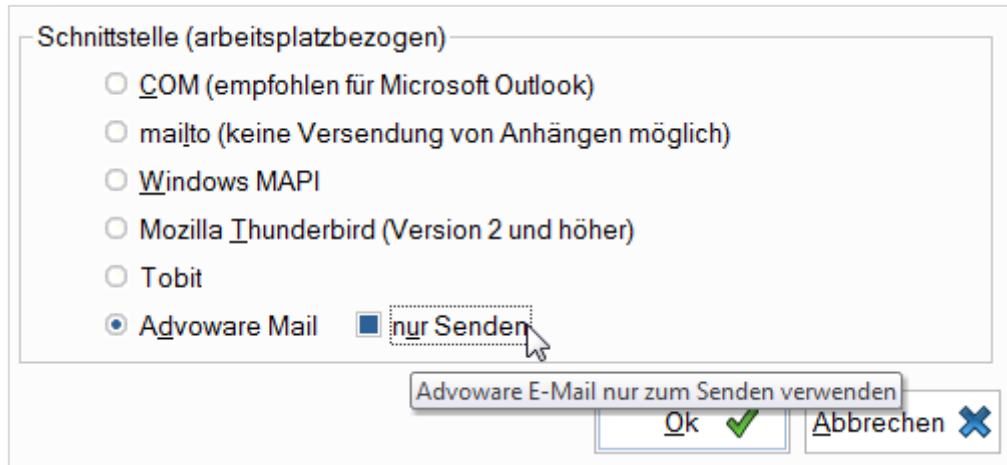 Schnittstelle (arbeitsplatzbezogen)
COM (empfohlen für Microsoft Outlook)
mailto (keine Versendung von Anhängen möglich)
Windows MAPI
Mozilla Thunderbird (Version 2 und höher)
Tobit
Advoware Mail nur Senden
Advoware E-Mail nur zum Senden verwenden
Ok Abbrechen